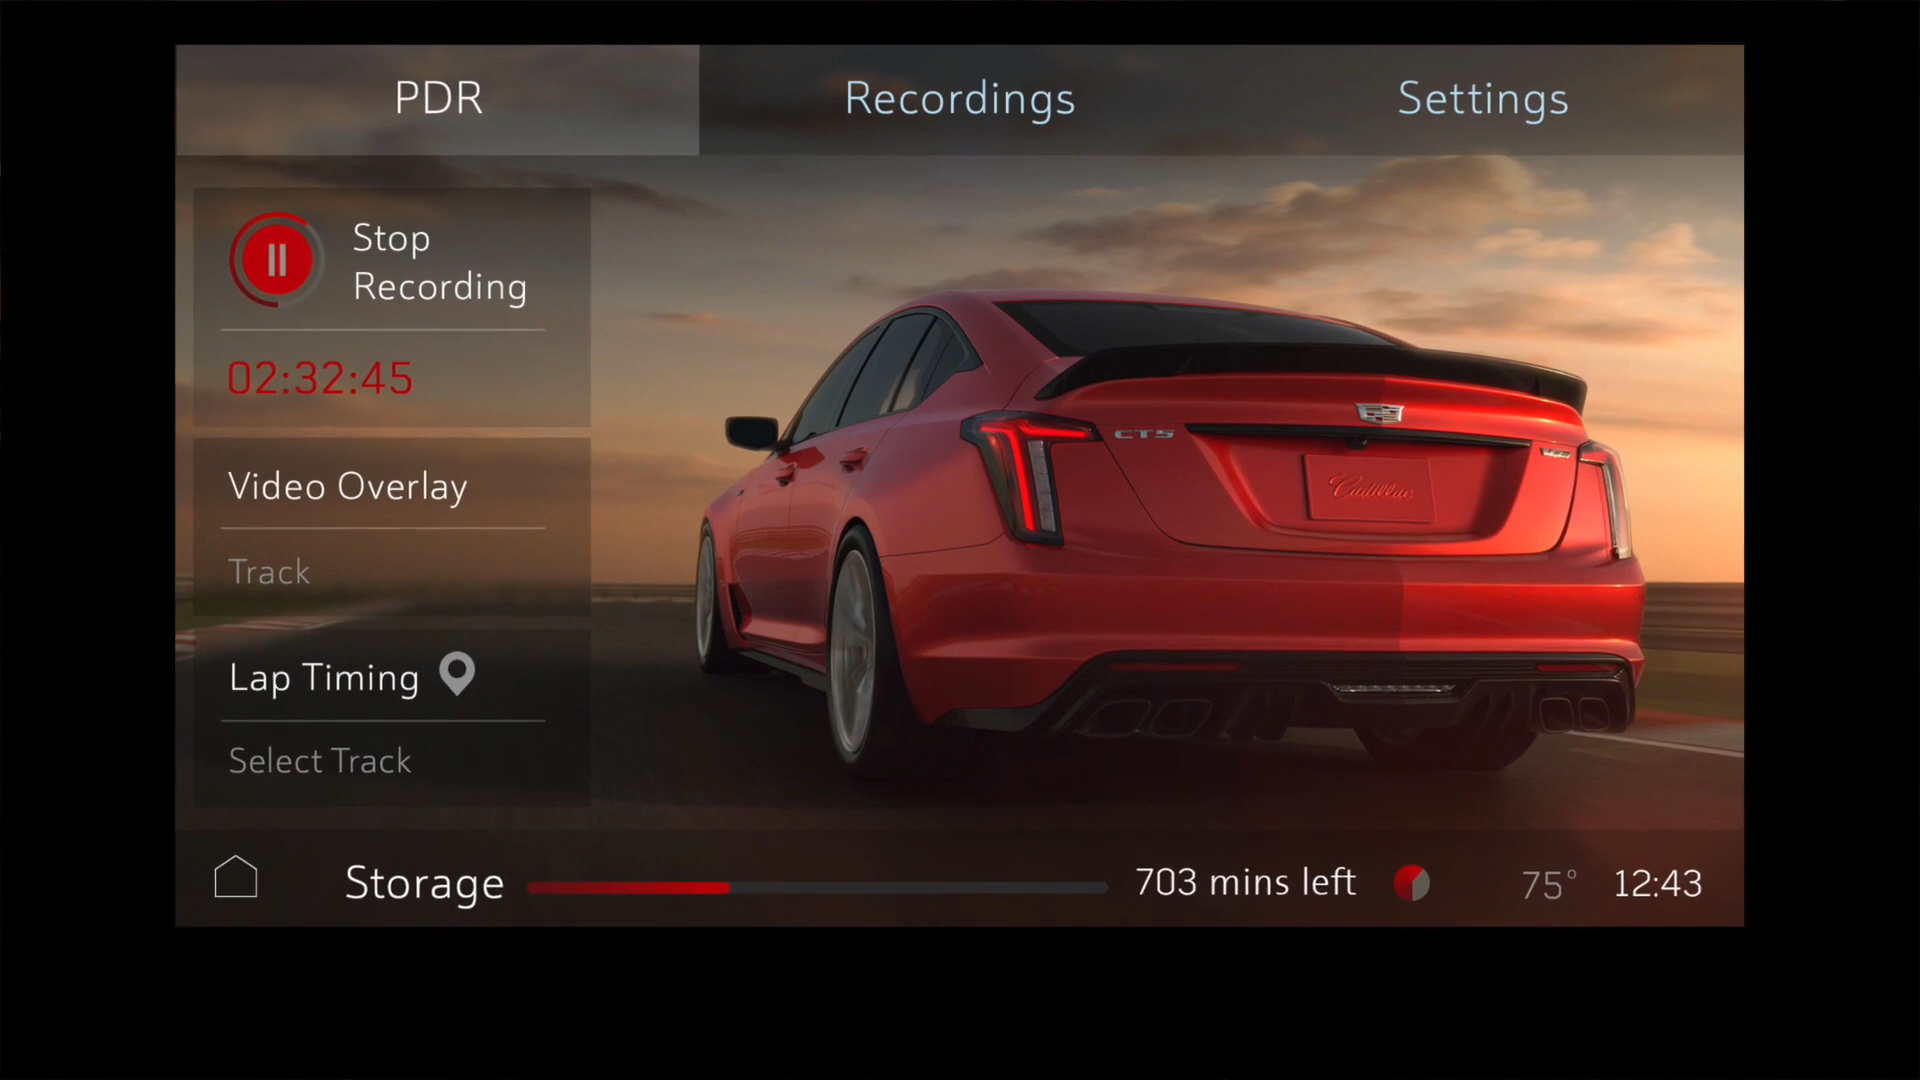 PDR
Recordings
Settings
Stop
Recording
02:32:45
Video Overlay
Track
Lap Timing
Select Track
CT5
Cadillac
Storage
703 mins left
75°
12:43